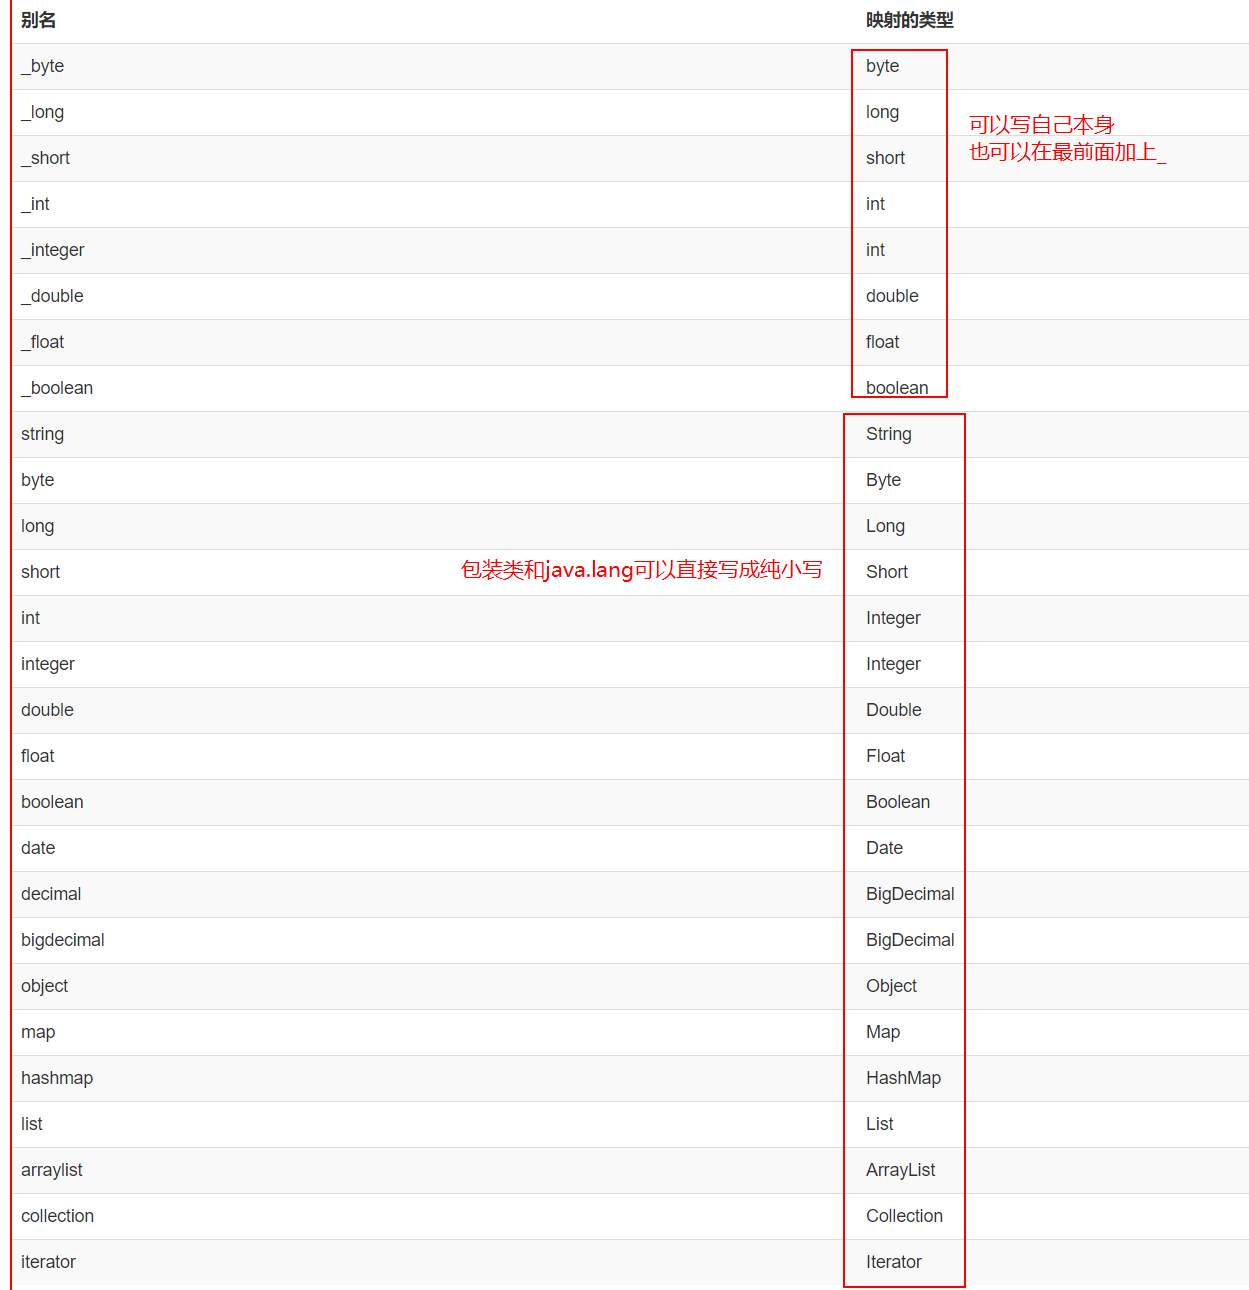 别名 映射的类型
_byte byte
_long long
可以写自己本身
也可以在最前面加上_
_short short
_int int
_integer int
_double double
_float float
_boolean boolean
string String
byte Byte
long Long
short 包装类和java.lang可以直接写成纯小写 Short
int Integer
integer Integer
double Double
float Float
boolean Boolean
date Date
decimal BigDecimal
bigdecimal BigDecimal
object Object
map Map
hashmap HashMap
list List
arraylist ArrayList
collection Collection
iterator Iterator